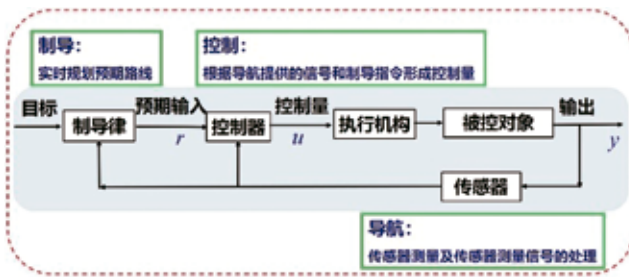 制导：
实时规划预期路线
控制：
根据导航提供的信号和制导指令形成控制量
目标
制导律
预期输入
r
控制器
控制量
u
执行机构
被控对象
输出
y
传感器
导航：
传感器测量及传感器测量信号的处理